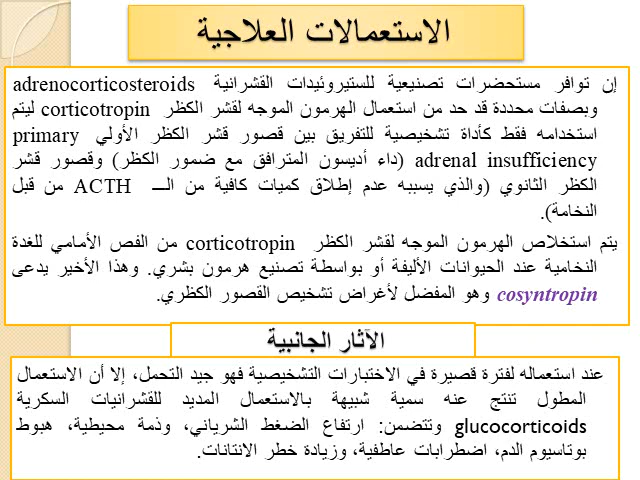 الاستعمالات العلاجية
إن توافر مستحضرات تصنيعية للستيروئيدات القشرانية adrenocorticosteroids
وبصفات محددة قد حد من استعمال الهرمون الموجه لقشر الكظر corticotropin ليتم
استخدامه فقط كأداة تشخيصية للتفريق بين قصور قشر الكظر الأولي primary
adrenal insufficiency (داء أديسون المترافق مع ضمور الكظر) وقصور قشر
الكظر الثانوي (والذي يسببه عدم إطلاق كميات كافية من الـــ ACTH من قبل
النخامة).
يتم استخلاص الهرمون الموجه لقشر الكظر corticotropin من الفص الأمامي للغدة
النخامية عند الحيوانات الأليفة أو بواسطة تصنيع هرمون بشري. وهذا الأخير يدعى
cosyntropin وهو المفضل لأغراض تشخيص القصور الكظري.
الآثار الجانبية
عند استعماله لفترة قصيرة في الاختبارات التشخيصية فهو جيد التحمل، إلا أن الاستعمال
المطول تنتج عنه سمية شبيهة بالاستعمال المديد للقشرانيات السكرية
glucocorticoids وتتضمن: ارتفاع الضغط الشرياني، وذمة محيطية، هبوط
بوتاسيوم الدم، اضطرابات عاطفية، وزيادة خطر الانتانات.